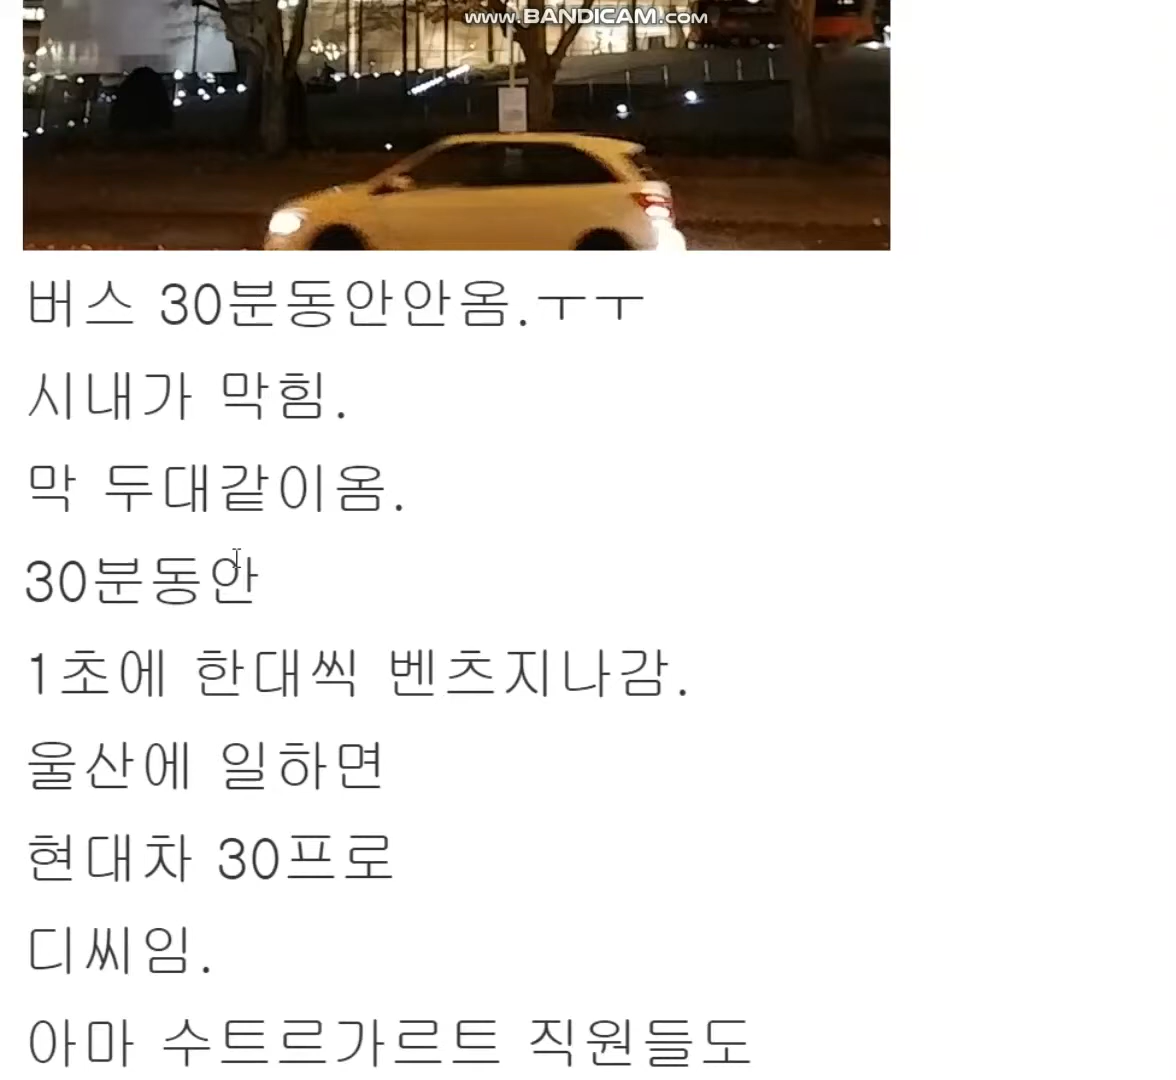 www.BANDICAM.com
버스 30분동안안옴.ㅜㅜ
시내가 막힘.
막 두대같이옴.
30분동안
1초에 한대씩 벤츠지나감.
울산에 일하면
현대차 30프로
디씨임.
아마 수트르가르트 직원들도